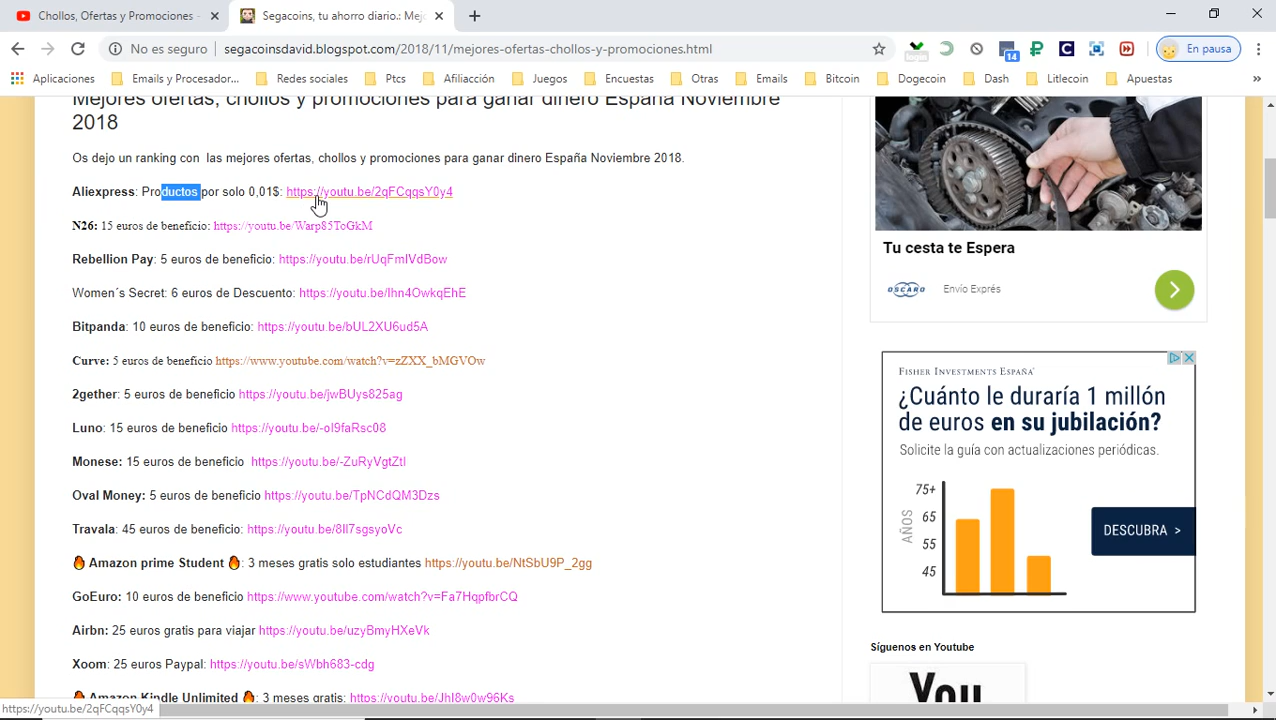 Chollos, Ofertas y Promociones -
Segacoins, tu ahorro diario.: Mejo
No es seguro
segacoinsdavid.blogspot.com/2018/11/mejores-ofertas-chollos-y-promociones.html
14
En pausa
Aplicaciones
Emails y Procesador...
Redes sociales
Ptcs
Afiliacción
Juegos
Encuestas
Otras
Emails
Bitcoin
Dogecoin
Dash
Litlecoin
Apuestas
»
Mejores ofertas, chollos y promociones para ganar dinero España Noviembre
2018
Os dejo un ranking con las mejores ofertas, chollos y promociones para ganar dinero España Noviembre 2018.
Aliexpress: Productos por solo 0,01$: https://youtu.be/2qFCqqsY0y4
N26: 15 euros de beneficio: https://youtu.be/Warp85ToGkM
Rebellion Pay: 5 euros de beneficio: https://youtu.be/rUqFmIVdBow
Women´s Secret: 6 euros de Descuento: https://youtu.be/Ihn4OwkqEhE
Bitpanda: 10 euros de beneficio: https://youtu.be/bUL2XU6ud5A
Curve: 5 euros de beneficio https://www.youtube.com/watch?v=zZXX_bMGVOw
2gether: 5 euros de beneficio https://youtu.be/jwBUys825ag
Luno: 15 euros de beneficio https://youtu.be/-oI9faRsc08
Monese: 15 euros de beneficio https://youtu.be/-ZuRyVgtZtI
Oval Money: 5 euros de beneficio https://youtu.be/TpNCdQM3Dzs
Travala: 45 euros de beneficio: https://youtu.be/8Il7sgsyoVc
🔥 Amazon prime Student 🔥: 3 meses gratis solo estudiantes https://youtu.be/NtSbU9P_2gg
GoEuro: 10 euros de beneficio https://www.youtube.com/watch?v=Fa7HqpfbrCQ
Airbn: 25 euros gratis para viajar https://youtu.be/uzyBmyHXeVk
Xoom: 25 euros Paypal: https://youtu.be/sWbh683-cdg
🔥 Amazon Kindle Unlimited 🔥: 3 meses gratis: https://youtu.be/JhI8w0w96Ks
https://youtu.be/2qFCqqsY0y4
Tu cesta te Espera
OSCARO
Envío Exprés
FISHER INVESTMENTS ESPAÑA
¿Cuánto le duraría 1 millón
de euros en su jubilación?
Solicite la guía con actualizaciones periódicas.
75+
65
55
45
AÑOS
DESCUBRA >
Síguenos en Youtube
You